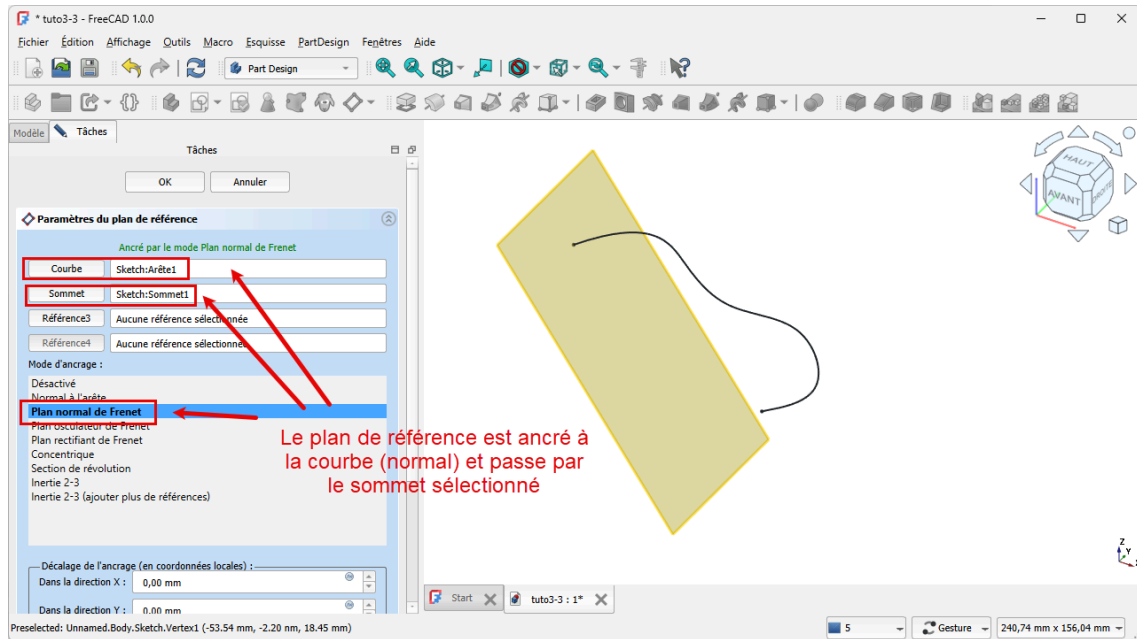 * tuto3-3 - FreeCAD 1.0.0
Fichier Édition Affichage Outils Macro Esquisse PartDesign Fenêtres Aide
Part Design
Modèle Tâches
Tâches
OK Annuler
Paramètres du plan de référence
Ancré par le mode Plan normal de Frenet
Courbe Sketch:Arête1
Sommet Sketch:Sommet1
Référence3 Aucune référence sélectionnée
Référence4 Aucune référence sélectionnée
Mode d'ancrage :
Désactivé
Normal à l'arête
Plan normal de Frenet
Plan osculateur de Frenet
Plan rectifiant de Frenet
Concentrique
Section de révolution
Inertie 2-3
Inertie 2-3 (ajouter plus de références)
Le plan de référence est ancré à
la courbe (normal) et passe par
le sommet sélectionné
Décalage de l'ancrage (en coordonnées locales) :
Dans la direction X : 0,00 mm
Dans la direction Y : 0,00 mm
HAUT
AVANT
DROITE
Z
Y
X
Start tuto3-3 : 1*
Preselected: Unnamed.Body.Sketch.Vertex1 (-53.54 mm, -2.20 nm, 18.45 mm)
5 Gesture 240,74 mm x 156,04 mm